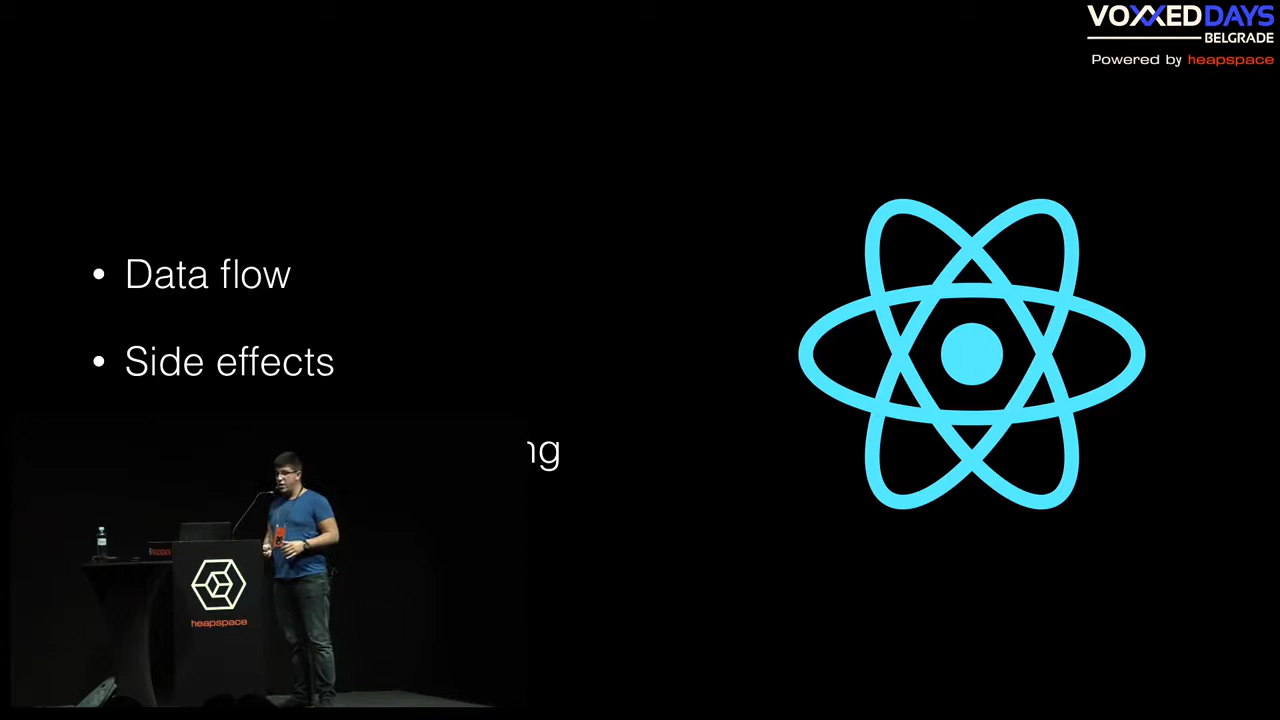 VOXXED DAYS
BELGRADE
Powered by heapspace
• Data flow
• Side effects
ng
heapspace